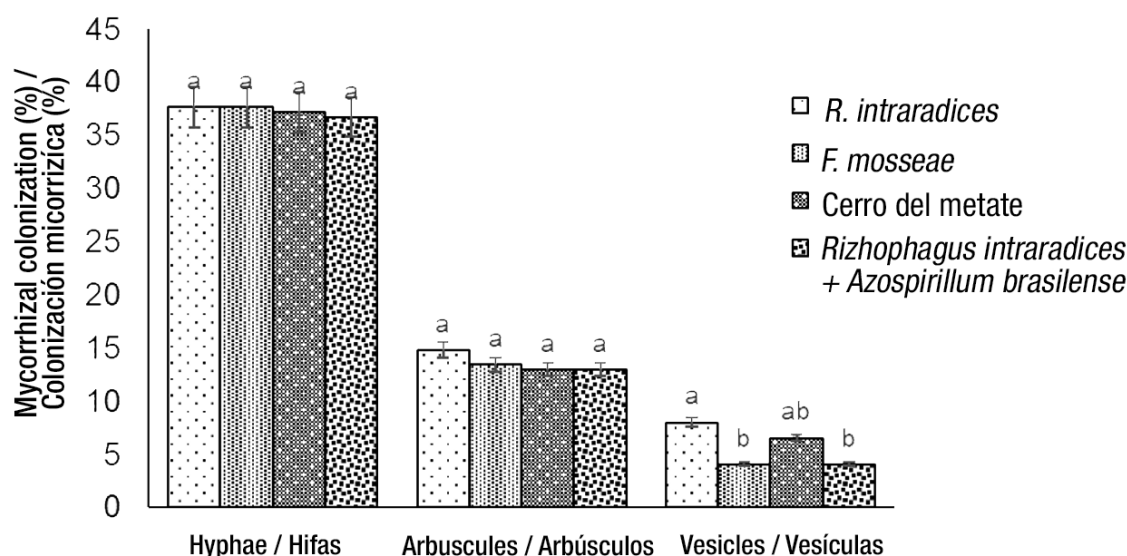 Mycorrhizal colonization (%) /
Colonización micorrizíca (%)
45
40
35
30
25
20
15
10
5
0
a a a a
a a a a
a b ab b
Hyphae / Hifas
Arbuscules / Arbúsculos
Vesicles / Vesículas
R. intraradices
F. mosseae
Cerro del metate
Rizhophagus intraradices
+ Azospirillum brasilense